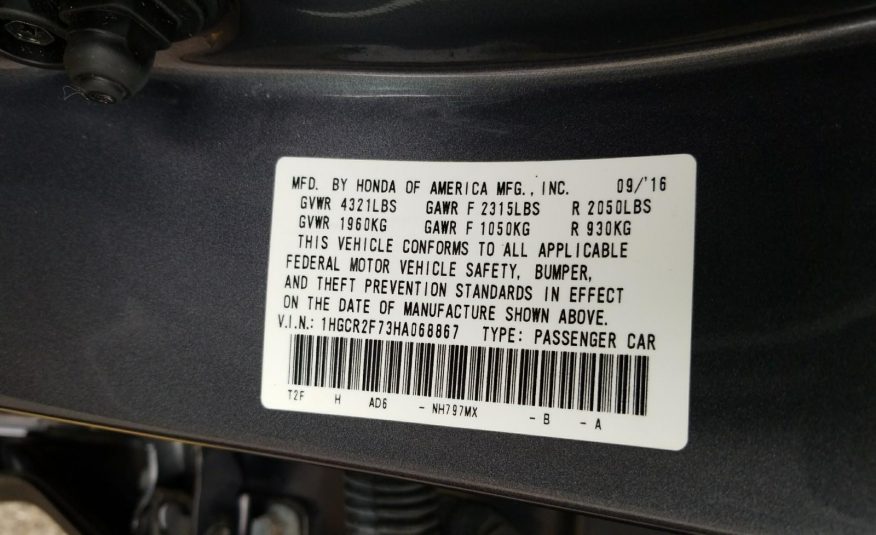 MFD. BY HONDA OF AMERICA MFG., INC. 09/'16
GVWR 4321LBS GAWR F 2315LBS R 2050LBS
GVWR 1960KG GAWR F 1050KG R 930KG
THIS VEHICLE CONFORMS TO ALL APPLICABLE
FEDERAL MOTOR VEHICLE SAFETY, BUMPER,
AND THEFT PREVENTION STANDARDS IN EFFECT
ON THE DATE OF MANUFACTURE SHOWN ABOVE.
V.I.N.: 1HGCR2F73HA068867 TYPE: PASSENGER CAR
T2F H AD6 - NH797MX - B - A